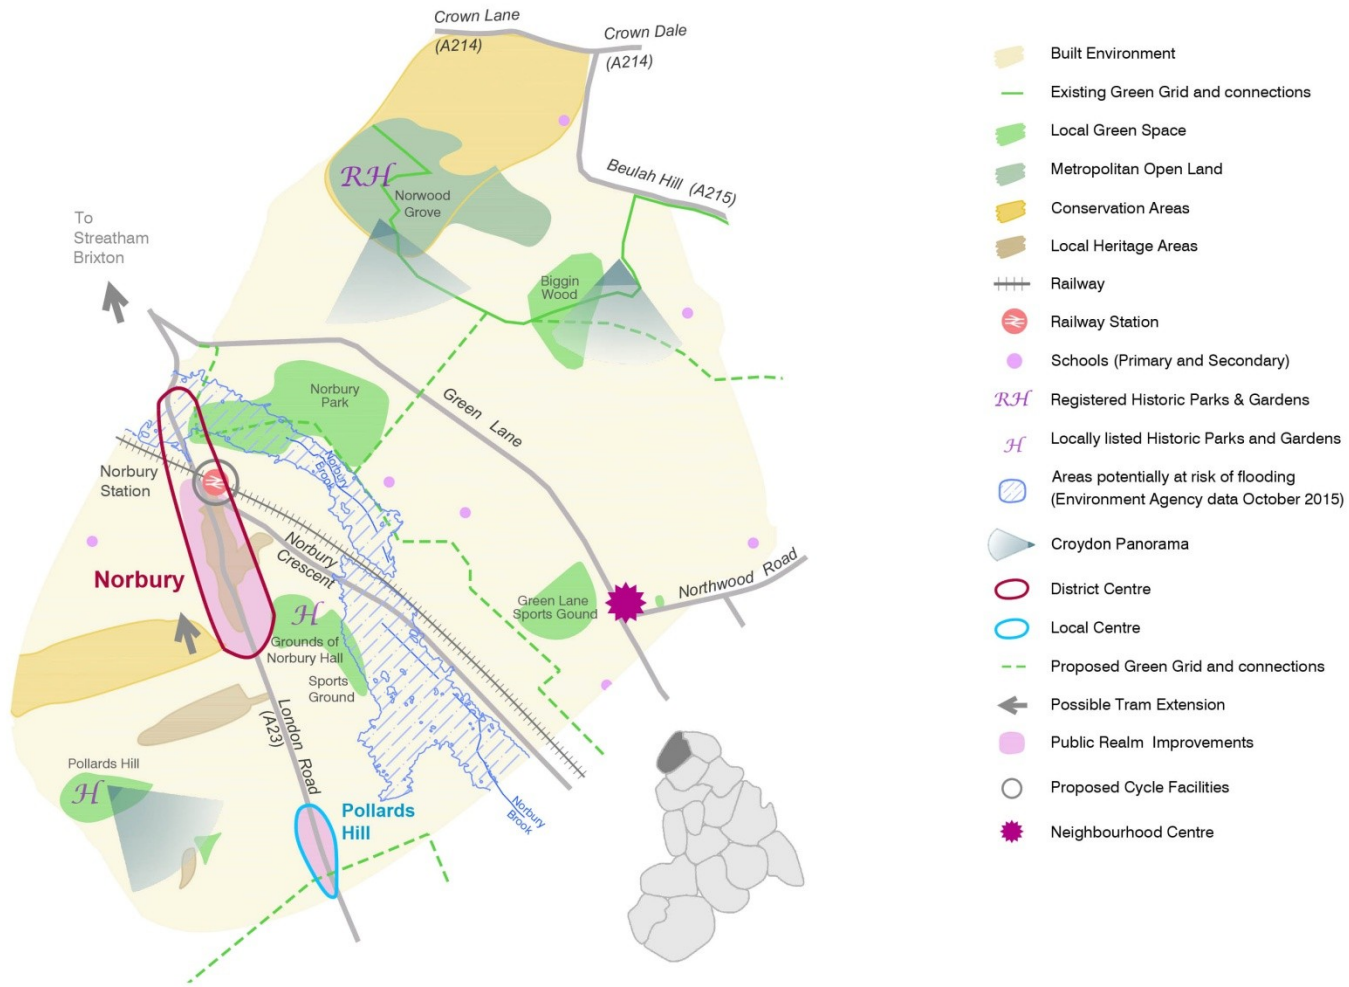 Crown Lane
(A214)
Crown Dale
(A214)
Beulah Hill (A215)
RH
Norwood
Grove
To
Streatham
Brixton
Biggin
Wood
Norbury
Park
Green Lane
Norbury
Station
Norbury
Brook
Norbury
Crescent
Norbury
Northwood Road
Green Lane
Sports Gound
H
Grounds of
Norbury Hall
Sports
Ground
London Road
(A23)
Pollards Hill
H
Pollards
Hill
Norbury
Brook
Built Environment
Existing Green Grid and connections
Local Green Space
Metropolitan Open Land
Conservation Areas
Local Heritage Areas
Railway
Railway Station
Schools (Primary and Secondary)
RH Registered Historic Parks & Gardens
H Locally listed Historic Parks and Gardens
Areas potentially at risk of flooding
(Environment Agency data October 2015)
Croydon Panorama
District Centre
Local Centre
Proposed Green Grid and connections
Possible Tram Extension
Public Realm Improvements
Proposed Cycle Facilities
Neighbourhood Centre